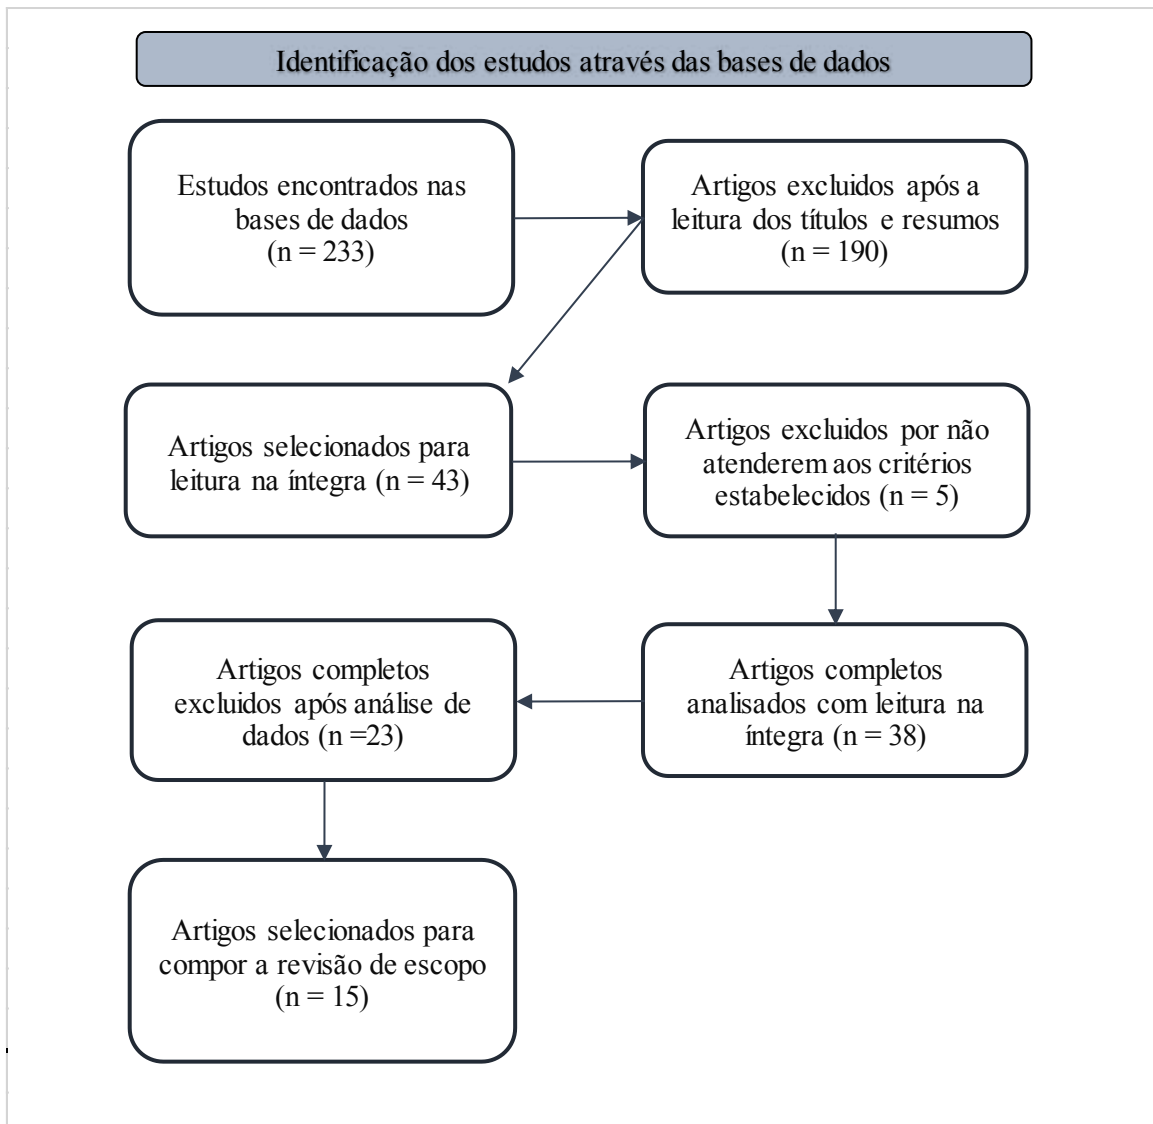 Identificação dos estudos através das bases de dados
Estudos encontrados nas
bases de dados
(n = 233)
Artigos excluidos após a
leitura dos títulos e resumos
(n = 190)
Artigos selecionados para
leitura na íntegra (n = 43)
Artigos excluidos por não
atenderem aos critérios
estabelecidos (n = 5)
Artigos completos
excluidos após análise de
dados (n =23)
Artigos completos
analisados com leitura na
íntegra (n = 38)
Artigos selecionados para
compor a revisão de escopo
(n = 15)